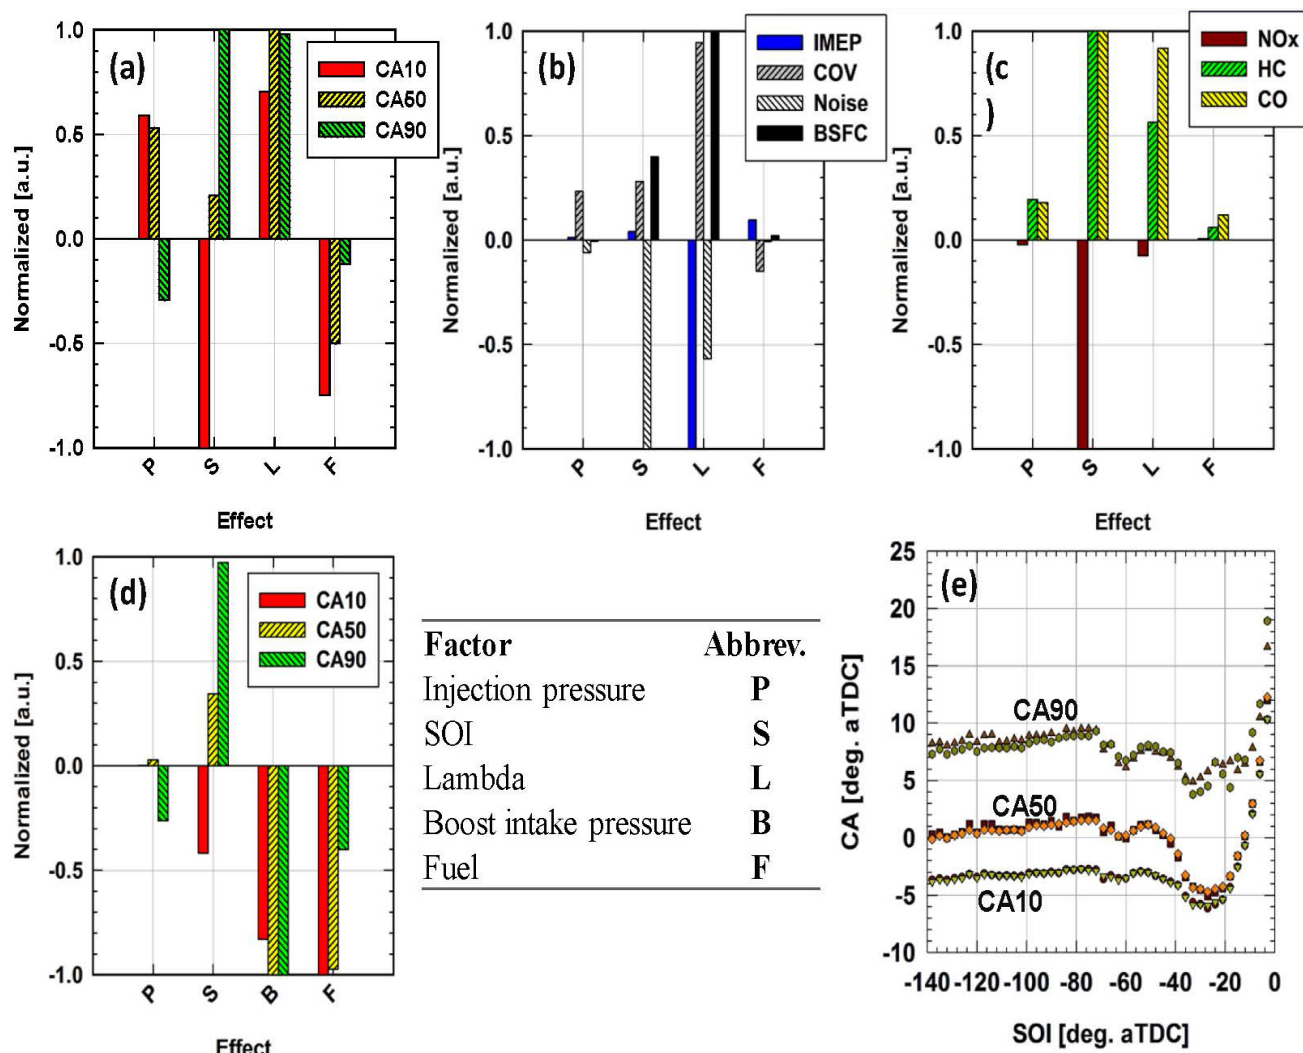 (a)
CA10
CA50
CA90
Normalized [a.u.]
1.0
0.5
0.0
-0.5
-1.0
P S L F
Effect
(b)
IMEP
COV
Noise
BSFC
Normalized [a.u.]
1.0
0.5
0.0
-0.5
-1.0
P S L F
Effect
(c
)
NOx
HC
CO
Normalized [a.u.]
1.0
0.5
0.0
-0.5
-1.0
P S L F
Effect
(d)
CA10
CA50
CA90
Normalized [a.u.]
1.0
0.5
0.0
-0.5
-1.0
P S B F
Effect
Factor Abbrev.
Injection pressure P
SOI S
Lambda L
Boost intake pressure B
Fuel F
(e)
CA [deg. aTDC]
25
20
15
10
5
0
-5
-10
CA90
CA50
CA10
-140 -120 -100 -80 -60 -40 -20 0
SOI [deg. aTDC]